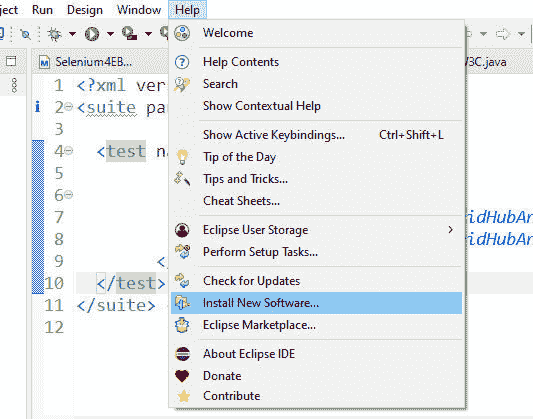 ject Run Design Window Help
Selenium4EB... 3C.java
Welcome
Help Contents
Search
Show Contextual Help
Show Active Keybindings... Ctrl+Shift+L
Tip of the Day
Tips and Tricks...
Cheat Sheets...
Eclipse User Storage
Perform Setup Tasks...
Check for Updates
Install New Software...
Eclipse Marketplace...
About Eclipse IDE
Donate
Contribute
1 <?xml ver
2 <suite pa
3
4 <test na
5
6
7 idHubAr
8 idHubAr
9 </
10 </test>
11 </suite>
12